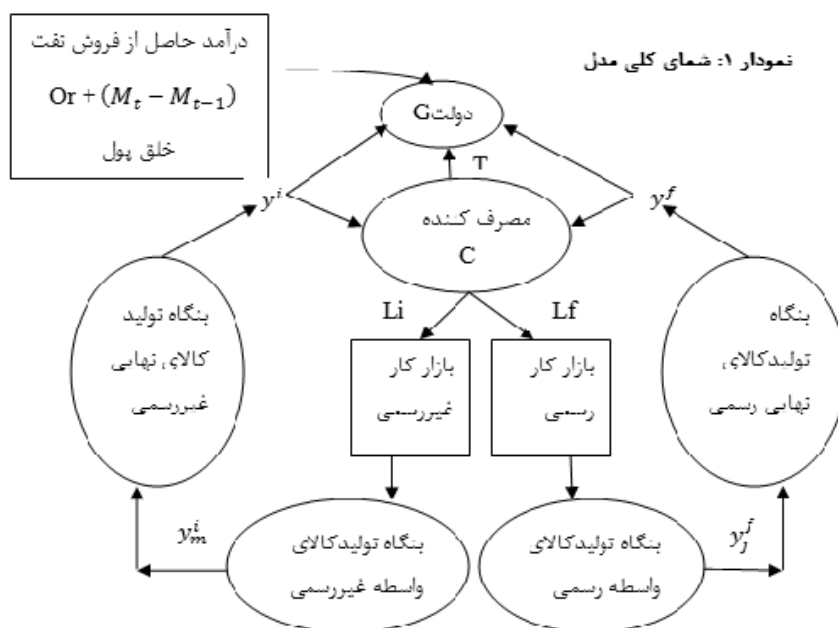 نمودار ۱: شمای کلی مدل
درآمد حاصل از فروش نفت
Or + (M_t − M_{t−1})
خلق پول
دولت G
T
y^i
y^f
مصرف کننده
C
Li
Lf
بنگاه تولید
کالای نهایی
غیررسمی
بازار کار
غیررسمی
بازار کار
رسمی
بنگاه
تولیدکالای
نهایی رسمی
y_m^i
y_j^f
بنگاه تولیدکالای
واسطه غیررسمی
بنگاه تولیدکالای
واسطه رسمی